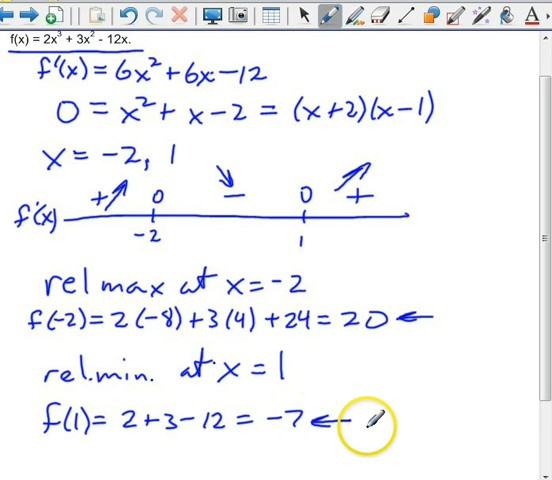 f(x) = 2x³ + 3x² - 12x.
f'(x) = 6x² + 6x - 12
0 = x² + x - 2 = (x+2)(x-1)
x = -2, 1
+ 0 - 0 +
f'(x)
-2 1
rel max at x = -2
f(-2) = 2(-8) + 3(4) + 24 = 20 ←
rel. min. at x = 1
f(1) = 2 + 3 - 12 = -7 ←